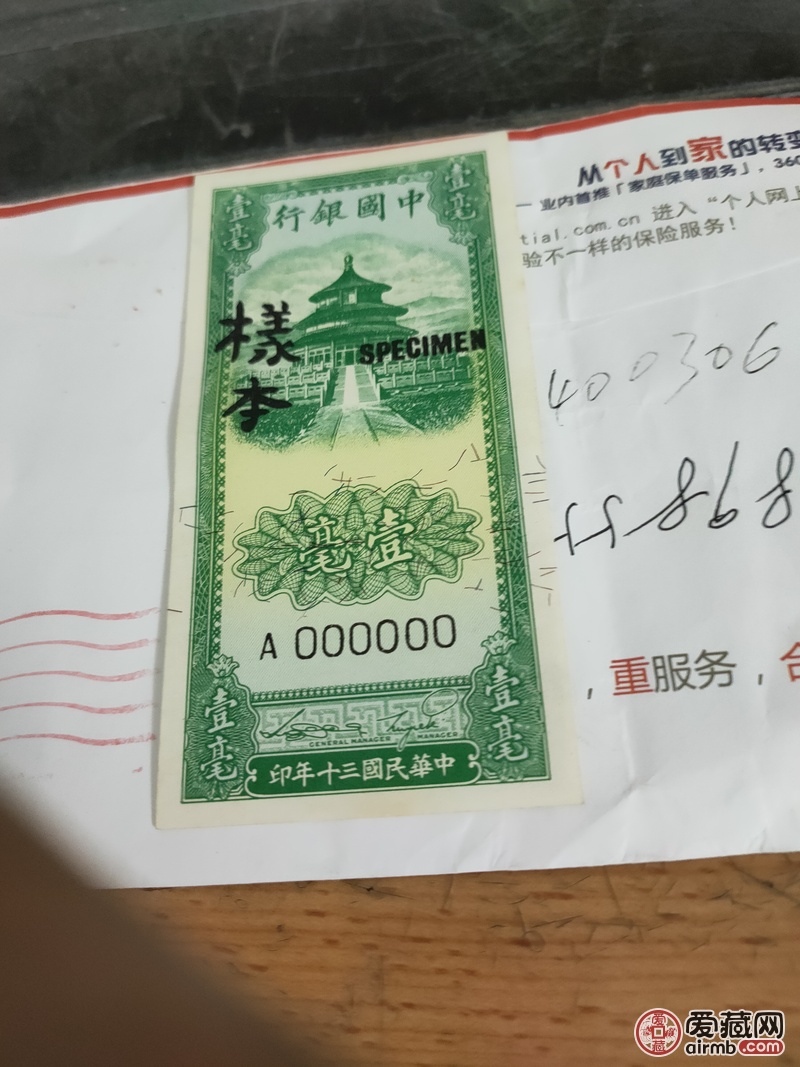 从个人到家的转变
业内首推「家庭保单服务」，360
tial.com.cn 进入“个人网上
验不一样的保险服务！
400306
，重服务，合
行銀國中
壹毫
壹毫
樣本
SPECIMEN
毫壹
A 000000
壹毫
壹毫
GENERAL MANAGER
MANAGER
印年十三國民華中
爱藏网
airmb.com